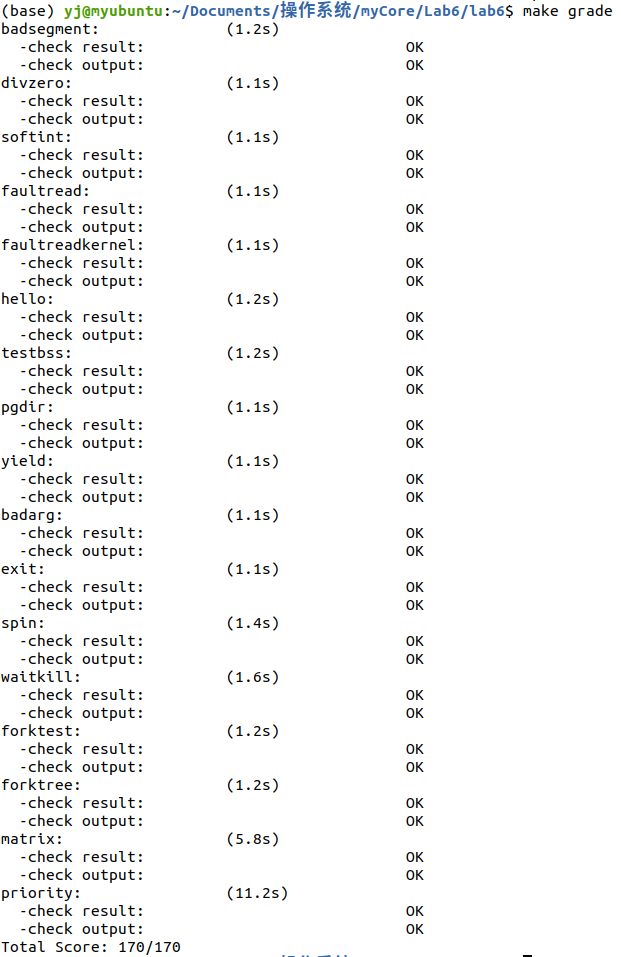 (base) yj@myubuntu:~/Documents/操作系统/myCore/Lab6/lab6$ make grade
badsegment: (1.2s)
-check result: OK
-check output: OK
divzero: (1.1s)
-check result: OK
-check output: OK
softint: (1.1s)
-check result: OK
-check output: OK
faultread: (1.1s)
-check result: OK
-check output: OK
faultreadkernel: (1.1s)
-check result: OK
-check output: OK
hello: (1.2s)
-check result: OK
-check output: OK
testbss: (1.2s)
-check result: OK
-check output: OK
pgdir: (1.1s)
-check result: OK
-check output: OK
yield: (1.1s)
-check result: OK
-check output: OK
badarg: (1.1s)
-check result: OK
-check output: OK
exit: (1.1s)
-check result: OK
-check output: OK
spin: (1.4s)
-check result: OK
-check output: OK
waitkill: (1.6s)
-check result: OK
-check output: OK
forktest: (1.2s)
-check result: OK
-check output: OK
forktree: (1.2s)
-check result: OK
-check output: OK
matrix: (5.8s)
-check result: OK
-check output: OK
priority: (11.2s)
-check result: OK
-check output: OK
Total Score: 170/170